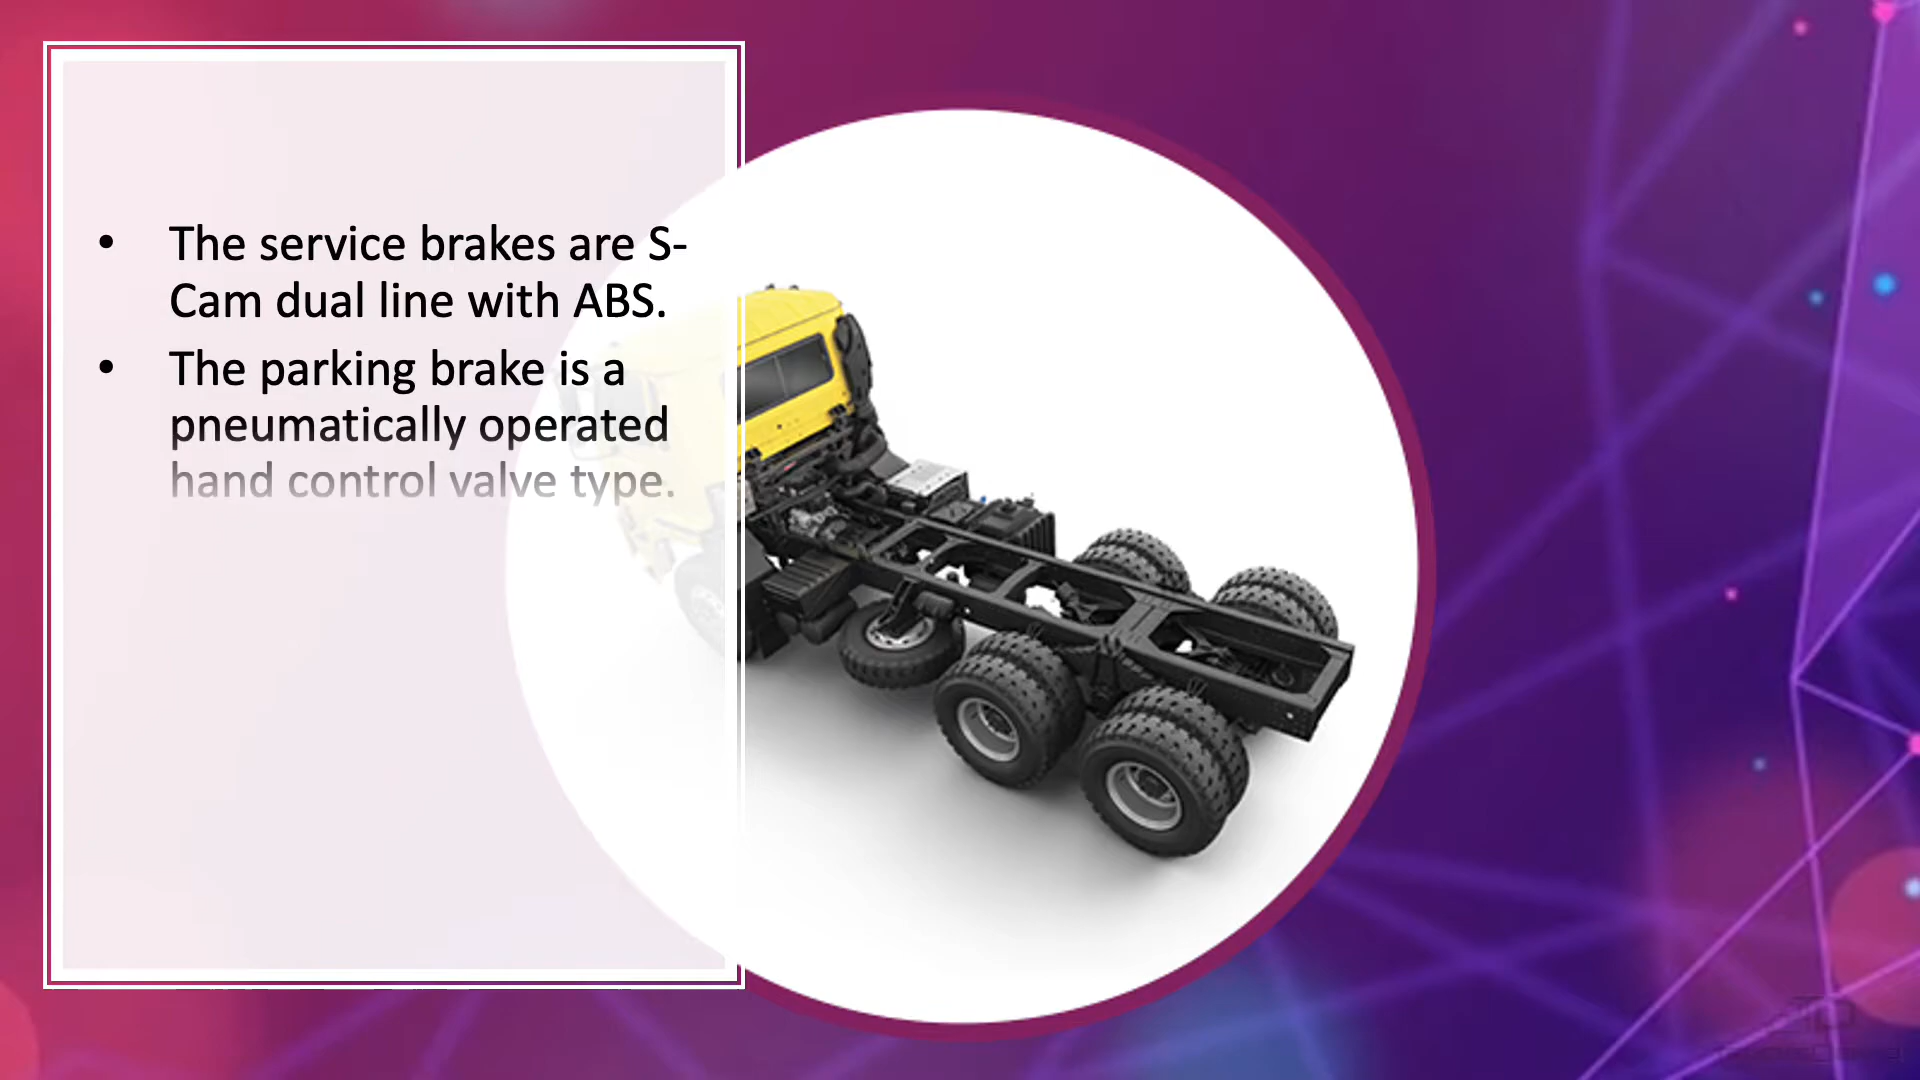 • The service brakes are S-
Cam dual line with ABS.
• The parking brake is a
pneumatically operated
hand control valve type.